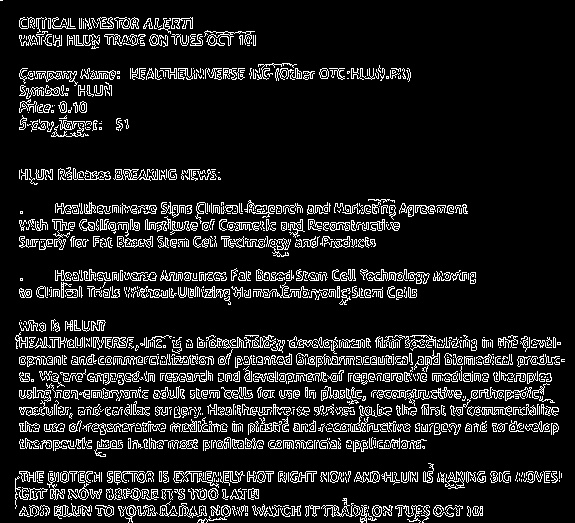 CRITICAL INVESTOR ALERT!
WATCH HLUN TRADE ON TUES OCT 10!
Company Name: HEALTHEUNIVERSE INC (Other OTC:HLUN.PK)
Symbol: HLUN
Price: 0.10
5-day Target: $1
HLUN Releases BREAKING NEWS:
. Healtheuniverse Signs Clinical Research and Marketing Agreement
With The California Institute of Cosmetic and Reconstructive
Surgery for Fat Based Stem Cell Technology and Products
. Healtheuniverse Announces Fat Based Stem Cell Technology Moving
to Clinical Trials Without Utilizing Human Embryonic Stem Cells
Who is HLUN?
HEALTHEUNIVERSE, Inc. is a biotechnology development firm specializing in the devel-
opment and commercialization of patented Biopharmaceutical and Biomedical produc-
ts. We are engaged in research and development of regenerative medicine therapies
using non-embryonic adult stem cells for use in plastic, reconstructive, orthopedic,
vascular, and cardiac surgery. Healtheuniverse strives to be the first to commercialize
the use of regenerative medicine in plastic and reconstructive surgery and to develop
therapeutic uses in the most profitable commercial applications.
THE BIOTECH SECTOR IS EXTREMELY HOT RIGHT NOW AND HLUN IS MAKING BIG MOVES!
GET IN NOW BEFORE IT'S TOO LATE!
ADD HLUN TO YOUR RADAR NOW! WATCH IT TRADE ON TUES OCT 10!